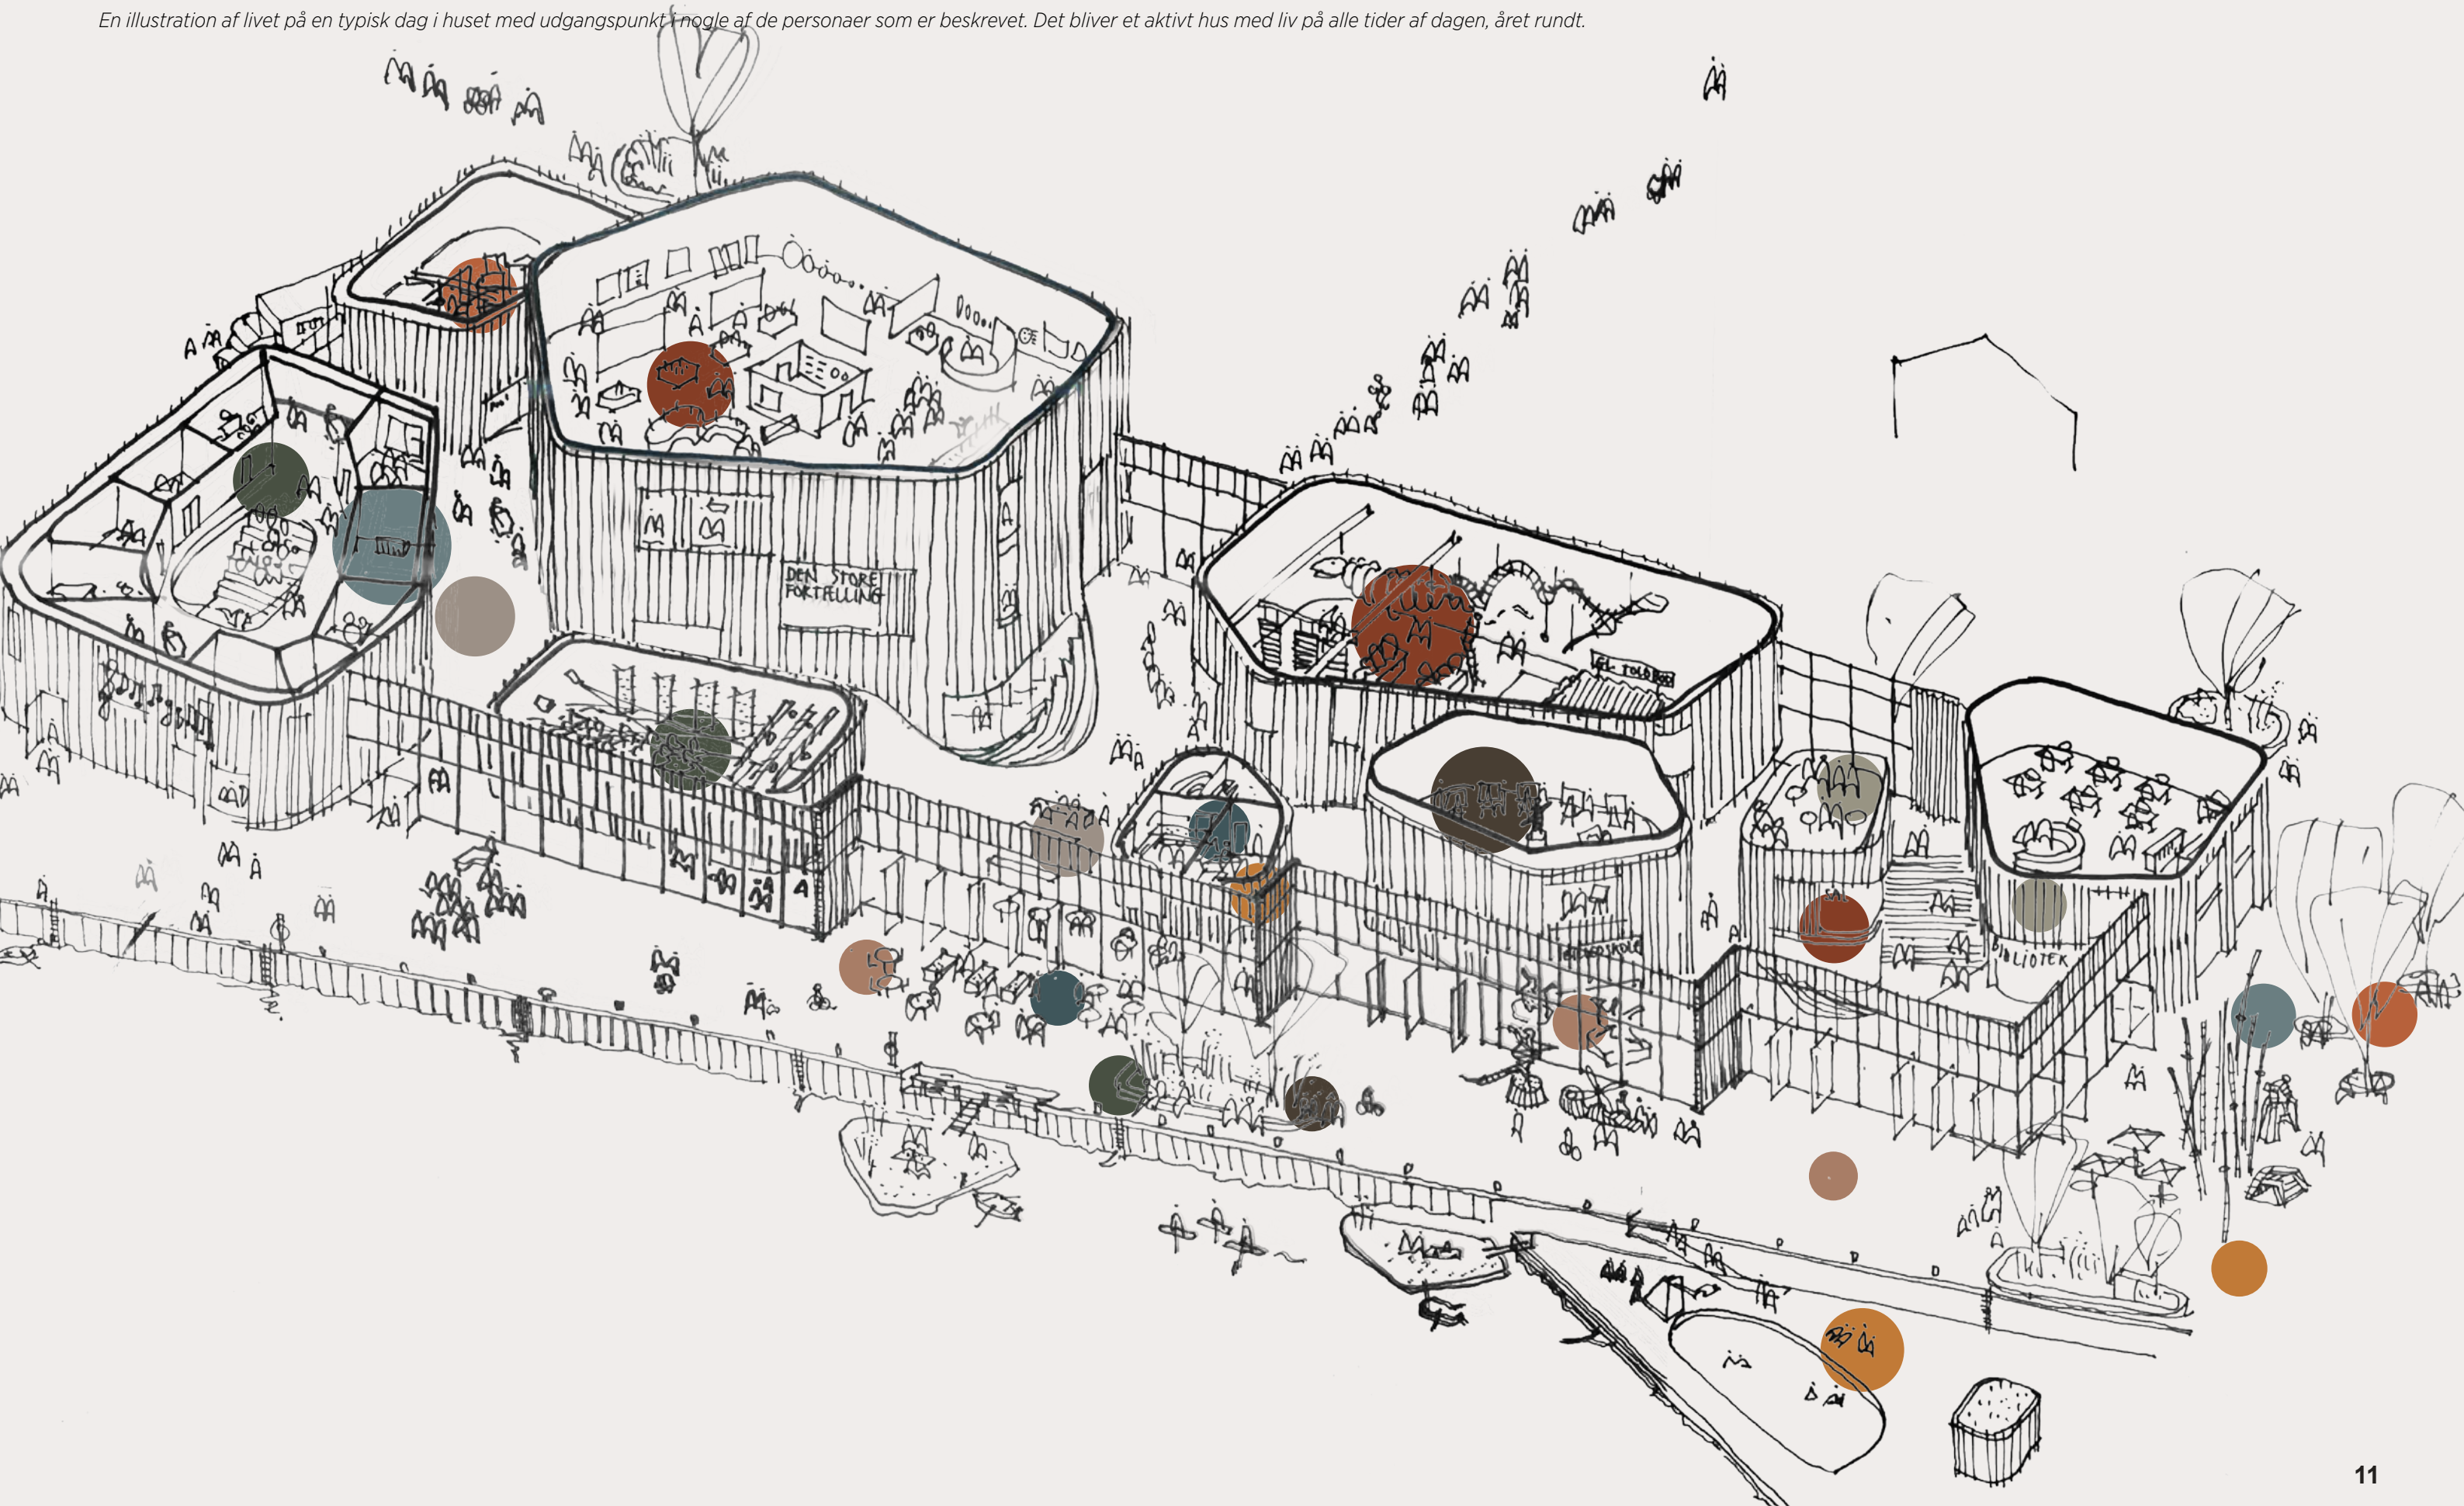 En illustration af livet på en typisk dag i huset med udgangspunkt i nogle af de personaer som er beskrevet. Det bliver et aktivt hus med liv på alle tider af dagen, året rundt.
DEN STORE
FORTÆLLING
BILLEDSKOLE
BIBLIOTEK
11